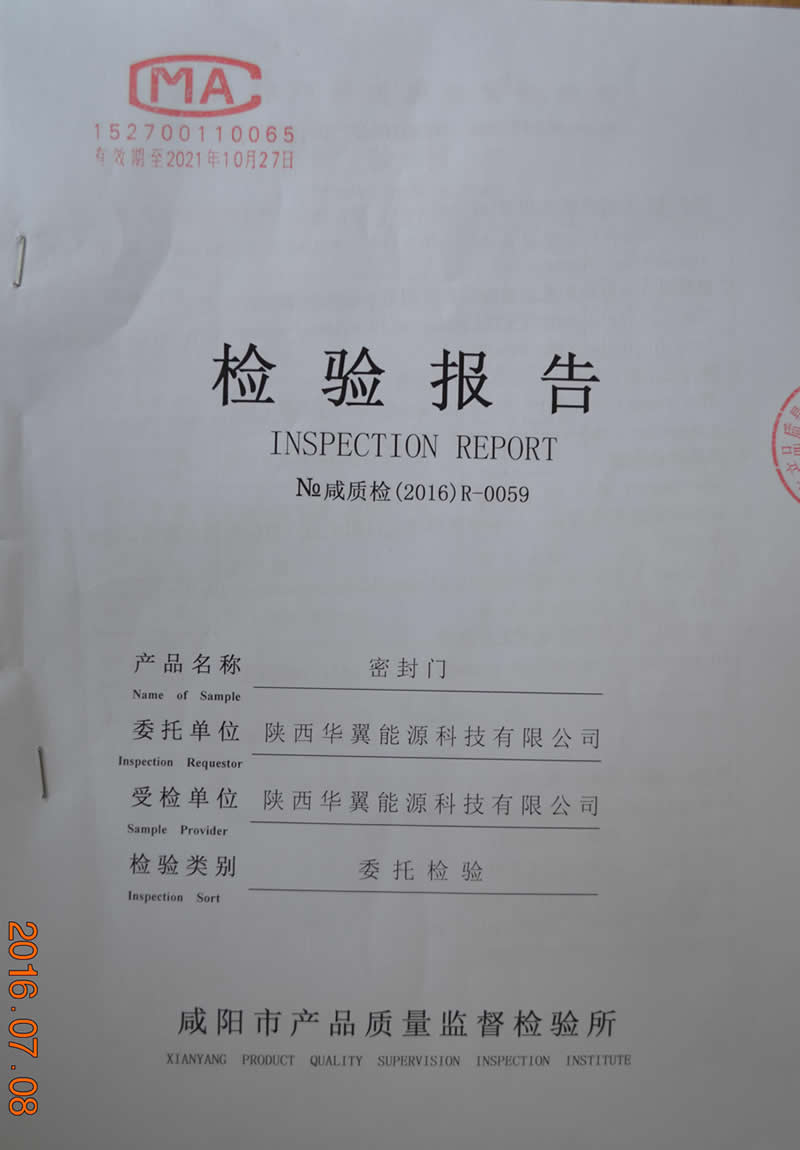 MA
152700110065
有效期至2021年10月27日
检验报告
INSPECTION REPORT
№咸质检(2016)R-0059
产品名称 密封门
Name of Sample
委托单位 陕西华翼能源科技有限公司
Inspection Requestor
受检单位 陕西华翼能源科技有限公司
Sample Provider
检验类别 委托检验
Inspection Sort
咸阳市产品质量监督检验所
XIANYANG PRODUCT QUALITY SUPERVISION INSPECTION INSTITUTE
2016.07.08